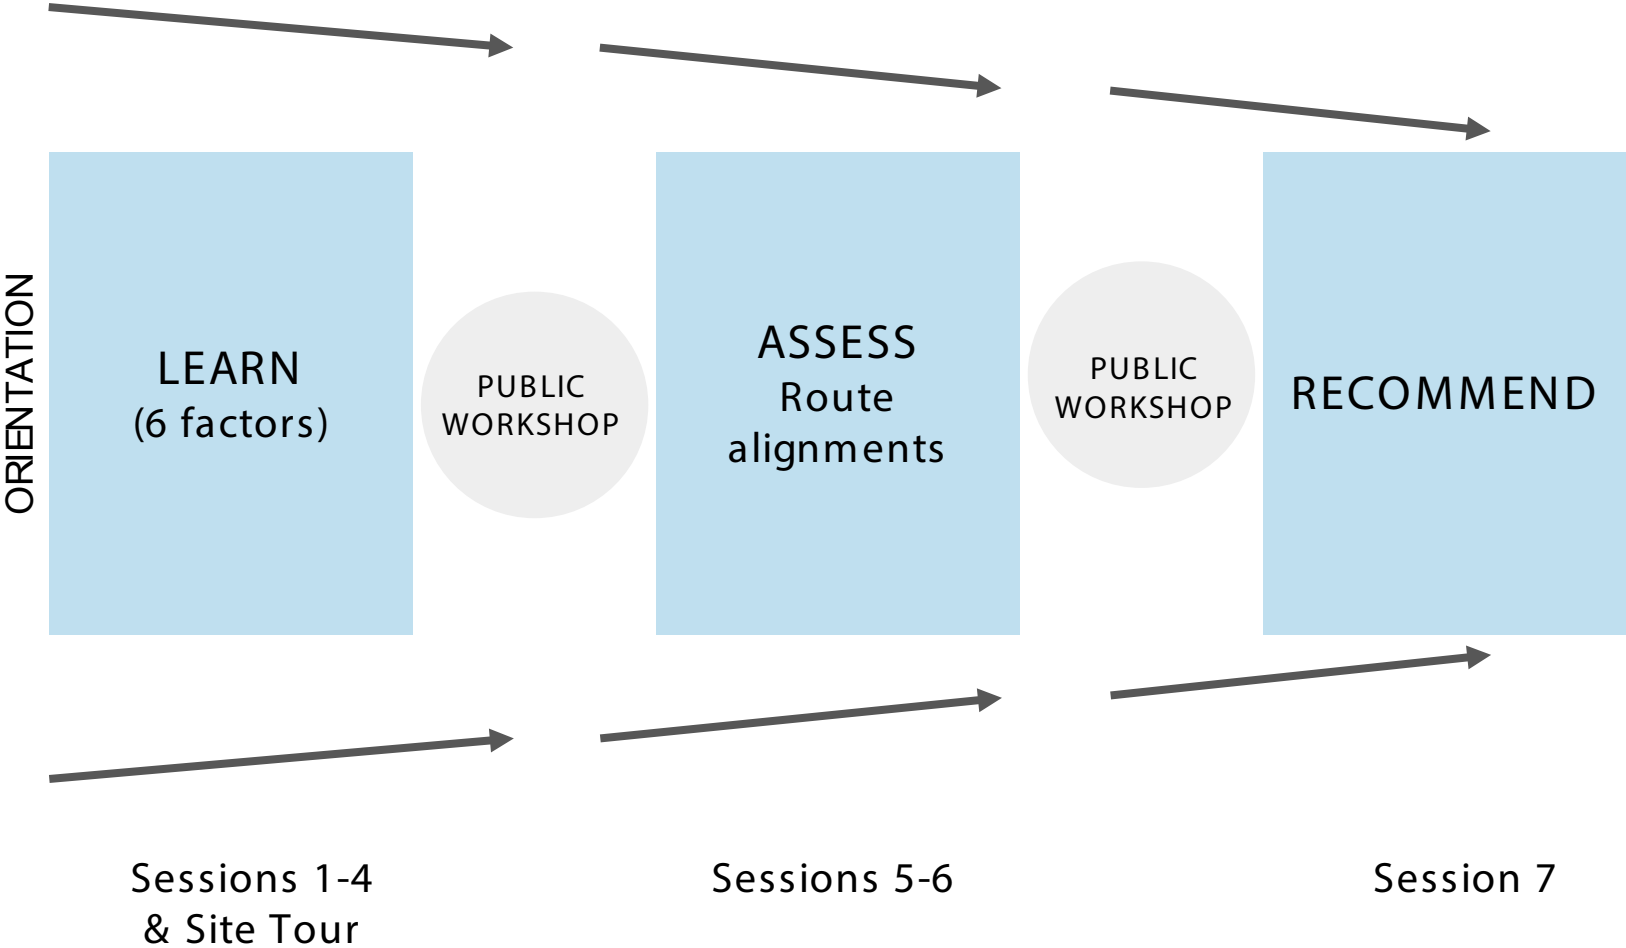 ORIENTATION
LEARN
(6 factors)
PUBLIC
WORKSHOP
ASSESS
Route
alignments
PUBLIC
WORKSHOP
RECOMMEND
Sessions 1-4
& Site Tour
Sessions 5-6
Session 7